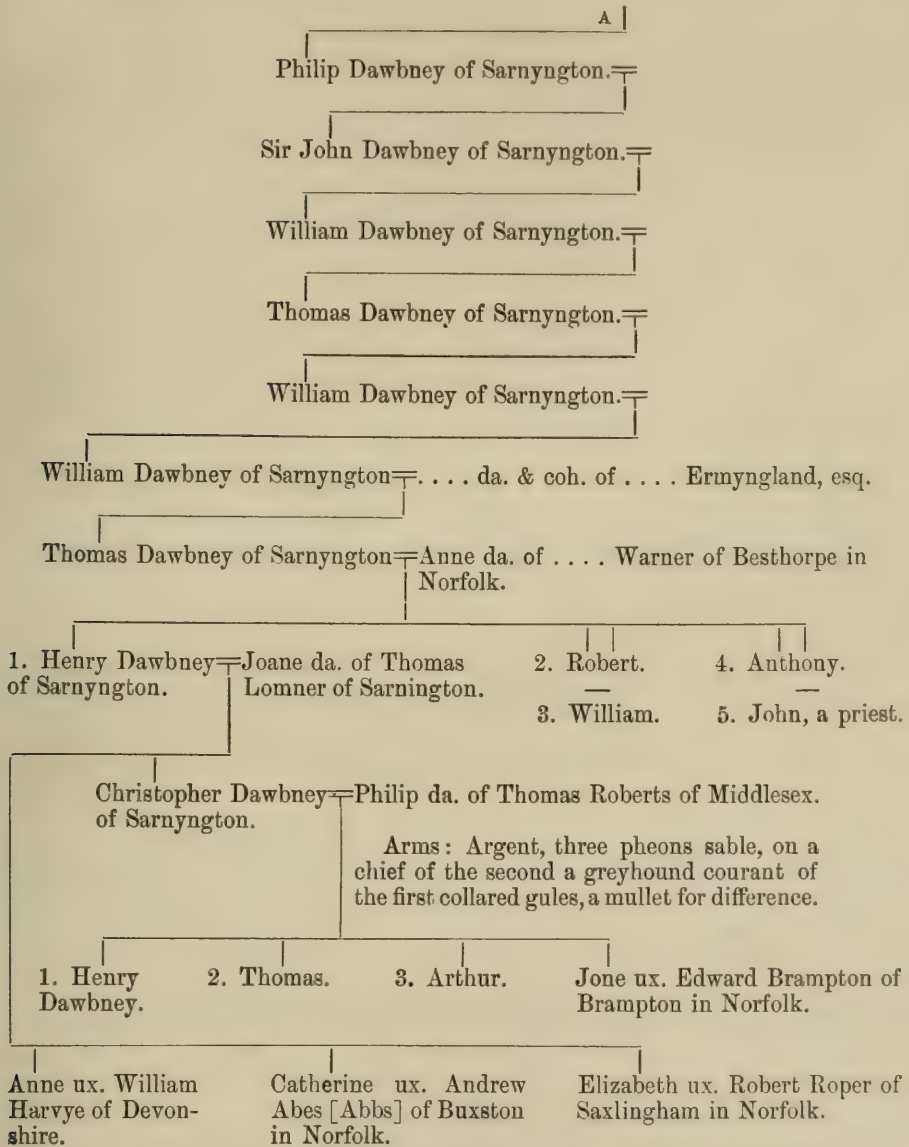 A
Philip Dawbney of Sarnyngton.
Sir John Dawbney of Sarnyngton.
William Dawbney of Sarnyngton.
Thomas Dawbney of Sarnyngton.
William Dawbney of Sarnyngton.
William Dawbney of Sarnyngton=. . . . da. & coh. of . . . . Ermyngland, esq.
Thomas Dawbney of Sarnyngton=Anne da. of . . . . Warner of Besthorpe in
Norfolk.
1. Henry Dawbney=Joane da. of Thomas
of Sarnyngton. Lomner of Sarnington.
2. Robert.
3. William.
4. Anthony.
5. John, a priest.
Christopher Dawbney=Philip da. of Thomas Roberts of Middlesex.
of Sarnyngton.
Arms: Argent, three pheons sable, on a
chief of the second a greyhound courant of
the first collared gules, a mullet for difference.
1. Henry
Dawbney.
2. Thomas.
3. Arthur.
Jone ux. Edward Brampton of
Brampton in Norfolk.
Anne ux. William
Harvye of Devon-
shire.
Catherine ux. Andrew
Abes [Abbs] of Buxston
in Norfolk.
Elizabeth ux. Robert Roper of
Saxlingham in Norfolk.